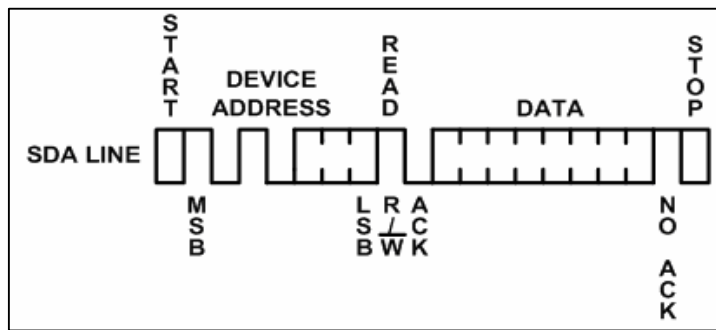 START
DEVICE
ADDRESS
READ
DATA
STOP
SDA LINE
MSB
LSB
R/W
ACK
NO ACK